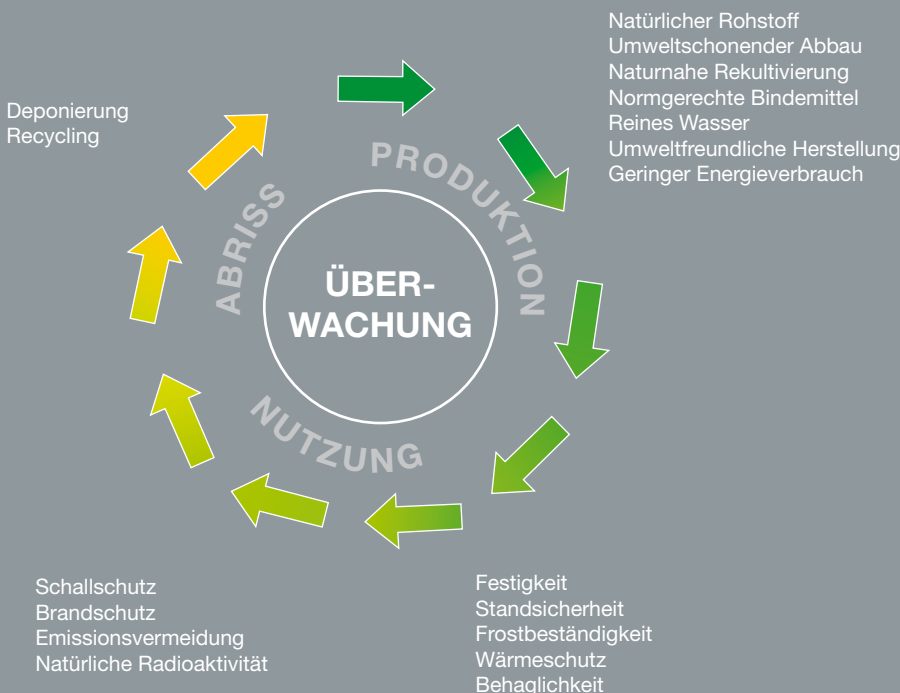 Natürlicher Rohstoff
Umweltschonender Abbau
Naturnahe Rekultivierung
Normgerechte Bindemittel
Reines Wasser
Umweltfreundliche Herstellung
Geringer Energieverbrauch
Deponierung
Recycling
PRODUKTION
ABRISS
ÜBER-
WACHUNG
NUTZUNG
Schallschutz
Brandschutz
Emissionsvermeidung
Natürliche Radioaktivität
Festigkeit
Standsicherheit
Frostbeständigkeit
Wärmeschutz
Behaglichkeit